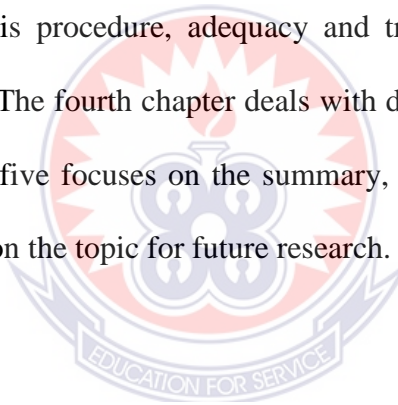 is procedure, adequacy and
The fourth chapter deals with
five focuses on the summary,
on the topic for future research.
EDUCATION FOR SERVICE